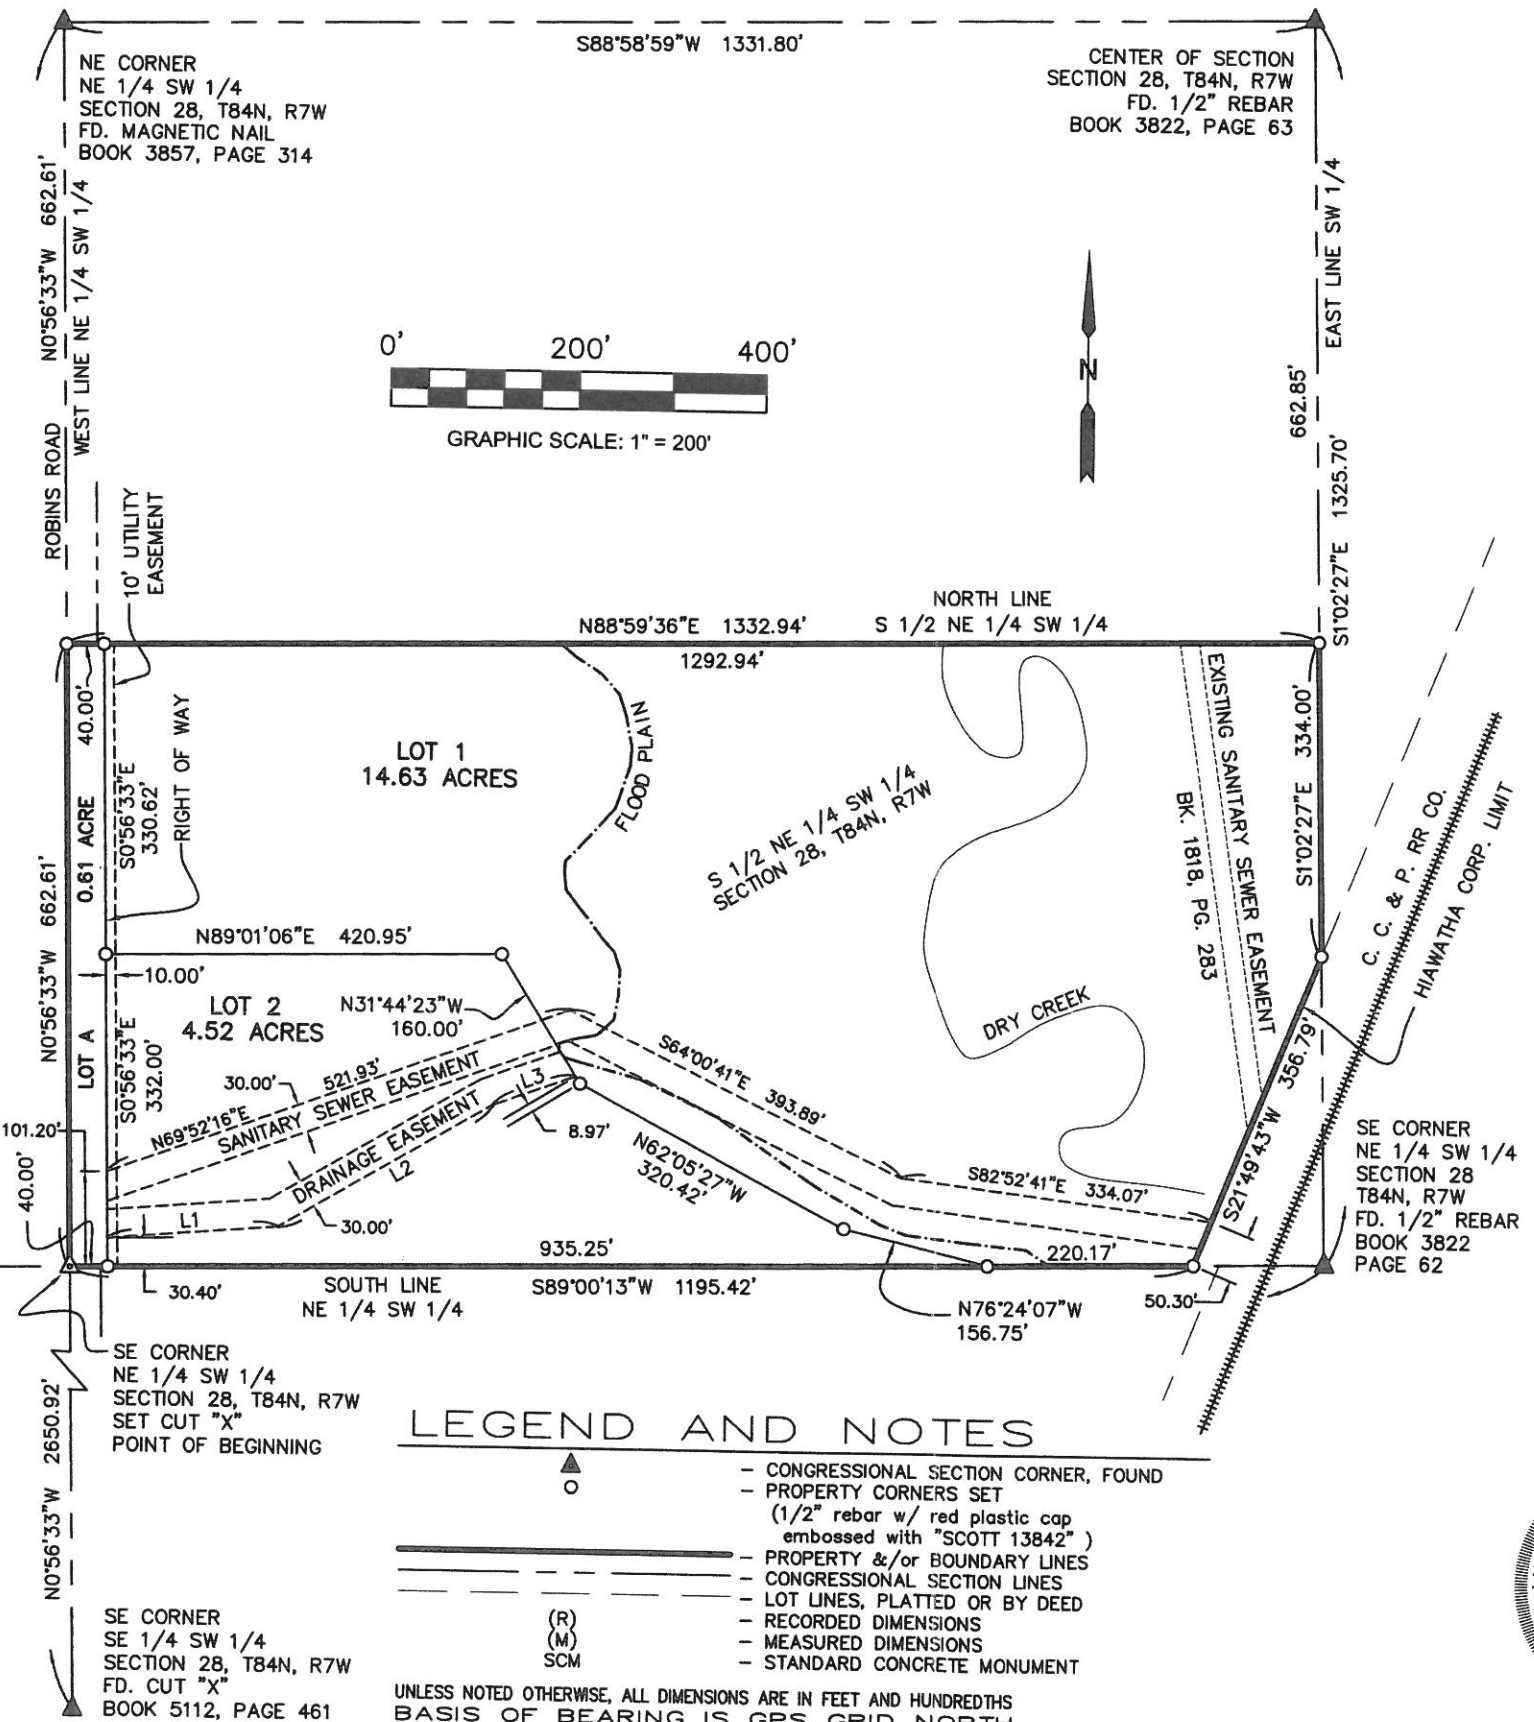 S88°58'59"W 1331.80'
NE CORNER
NE 1/4 SW 1/4
SECTION 28, T84N, R7W
FD. MAGNETIC NAIL
BOOK 3857, PAGE 314
CENTER OF SECTION
SECTION 28, T84N, R7W
FD. 1/2" REBAR
BOOK 3822, PAGE 63
N0°56'33"W 662.61'
WEST LINE NE 1/4 SW 1/4
ROBINS ROAD
EAST LINE SW 1/4
662.85'
S1°02'27"E 1325.70'
0' 200' 400'
GRAPHIC SCALE: 1" = 200'
N
10' UTILITY
EASEMENT
NORTH LINE
N88°59'36"E 1332.94' S 1/2 NE 1/4 SW 1/4
1292.94'
40.00'
RIGHT OF WAY
S0°56'33"E
330.62'
0.61 ACRE
LOT A
N0°56'33"W 662.61'
LOT 1
14.63 ACRES
FLOOD PLAIN
S 1/2 NE 1/4 SW 1/4
SECTION 28, T84N, R7W
EXISTING SANITARY SEWER EASEMENT
BK. 1818, PG. 283
S1°02'27"E 334.00'
C. C. & P. RR CO.
HIAWATHA CORP. LIMIT
N89°01'06"E 420.95'
10.00'
LOT 2
4.52 ACRES
N31°44'23"W
160.00'
S0°56'33"E
332.00'
DRY CREEK
S64°00'41"E 393.89'
30.00'
521.93'
N69°52'16"E
SANITARY SEWER EASEMENT
DRAINAGE EASEMENT
L3
8.97'
L2
L1
30.00'
101.20'
40.00'
N62°05'27"W
320.42'
S82°52'41"E 334.07'
S21°49'43"W 356.79'
SE CORNER
NE 1/4 SW 1/4
SECTION 28
T84N, R7W
FD. 1/2" REBAR
BOOK 3822
PAGE 62
935.25'
220.17'
30.40'
SOUTH LINE
NE 1/4 SW 1/4
S89°00'13"W 1195.42'
50.30'
N76°24'07"W
156.75'
SE CORNER
NE 1/4 SW 1/4
SECTION 28, T84N, R7W
SET CUT "X"
POINT OF BEGINNING
N0°56'33"W 2650.92'
SE CORNER
SE 1/4 SW 1/4
SECTION 28, T84N, R7W
FD. CUT "X"
BOOK 5112, PAGE 461
LEGEND AND NOTES
- CONGRESSIONAL SECTION CORNER, FOUND
- PROPERTY CORNERS SET
(1/2" rebar w/ red plastic cap
embossed with "SCOTT 13842" )
- PROPERTY &/or BOUNDARY LINES
- CONGRESSIONAL SECTION LINES
- LOT LINES, PLATTED OR BY DEED
(R) - RECORDED DIMENSIONS
(M) - MEASURED DIMENSIONS
SCM - STANDARD CONCRETE MONUMENT
UNLESS NOTED OTHERWISE, ALL DIMENSIONS ARE IN FEET AND HUNDREDTHS
BASIS OF BEARING IS GPS GRID NORTH